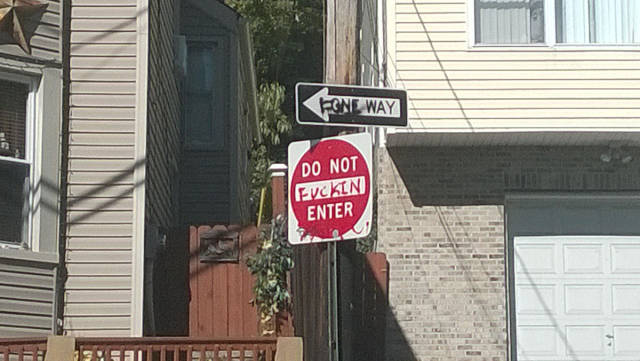 ONE WAY
DO NOT
FUCKIN
ENTER